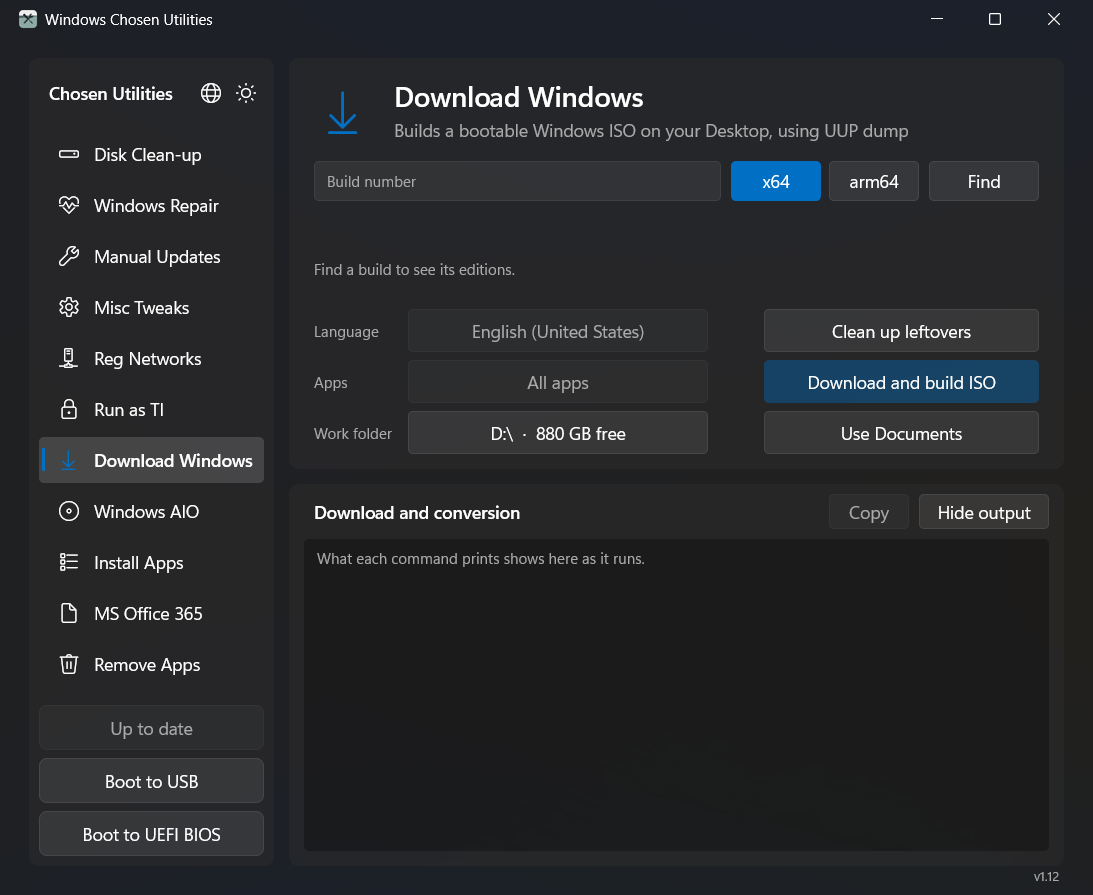 Windows Chosen Utilities
Chosen Utilities
Disk Clean-up
Windows Repair
Manual Updates
Misc Tweaks
Reg Networks
Run as TI
Download Windows
Windows AIO
Install Apps
MS Office 365
Remove Apps
Up to date
Boot to USB
Boot to UEFI BIOS
Download Windows
Builds a bootable Windows ISO on your Desktop, using UUP dump
Build number
x64
arm64
Find
Find a build to see its editions.
Language
English (United States)
Clean up leftovers
Apps
All apps
Download and build ISO
Work folder
D:\ · 880 GB free
Use Documents
Download and conversion
Copy
Hide output
What each command prints shows here as it runs.
v1.12